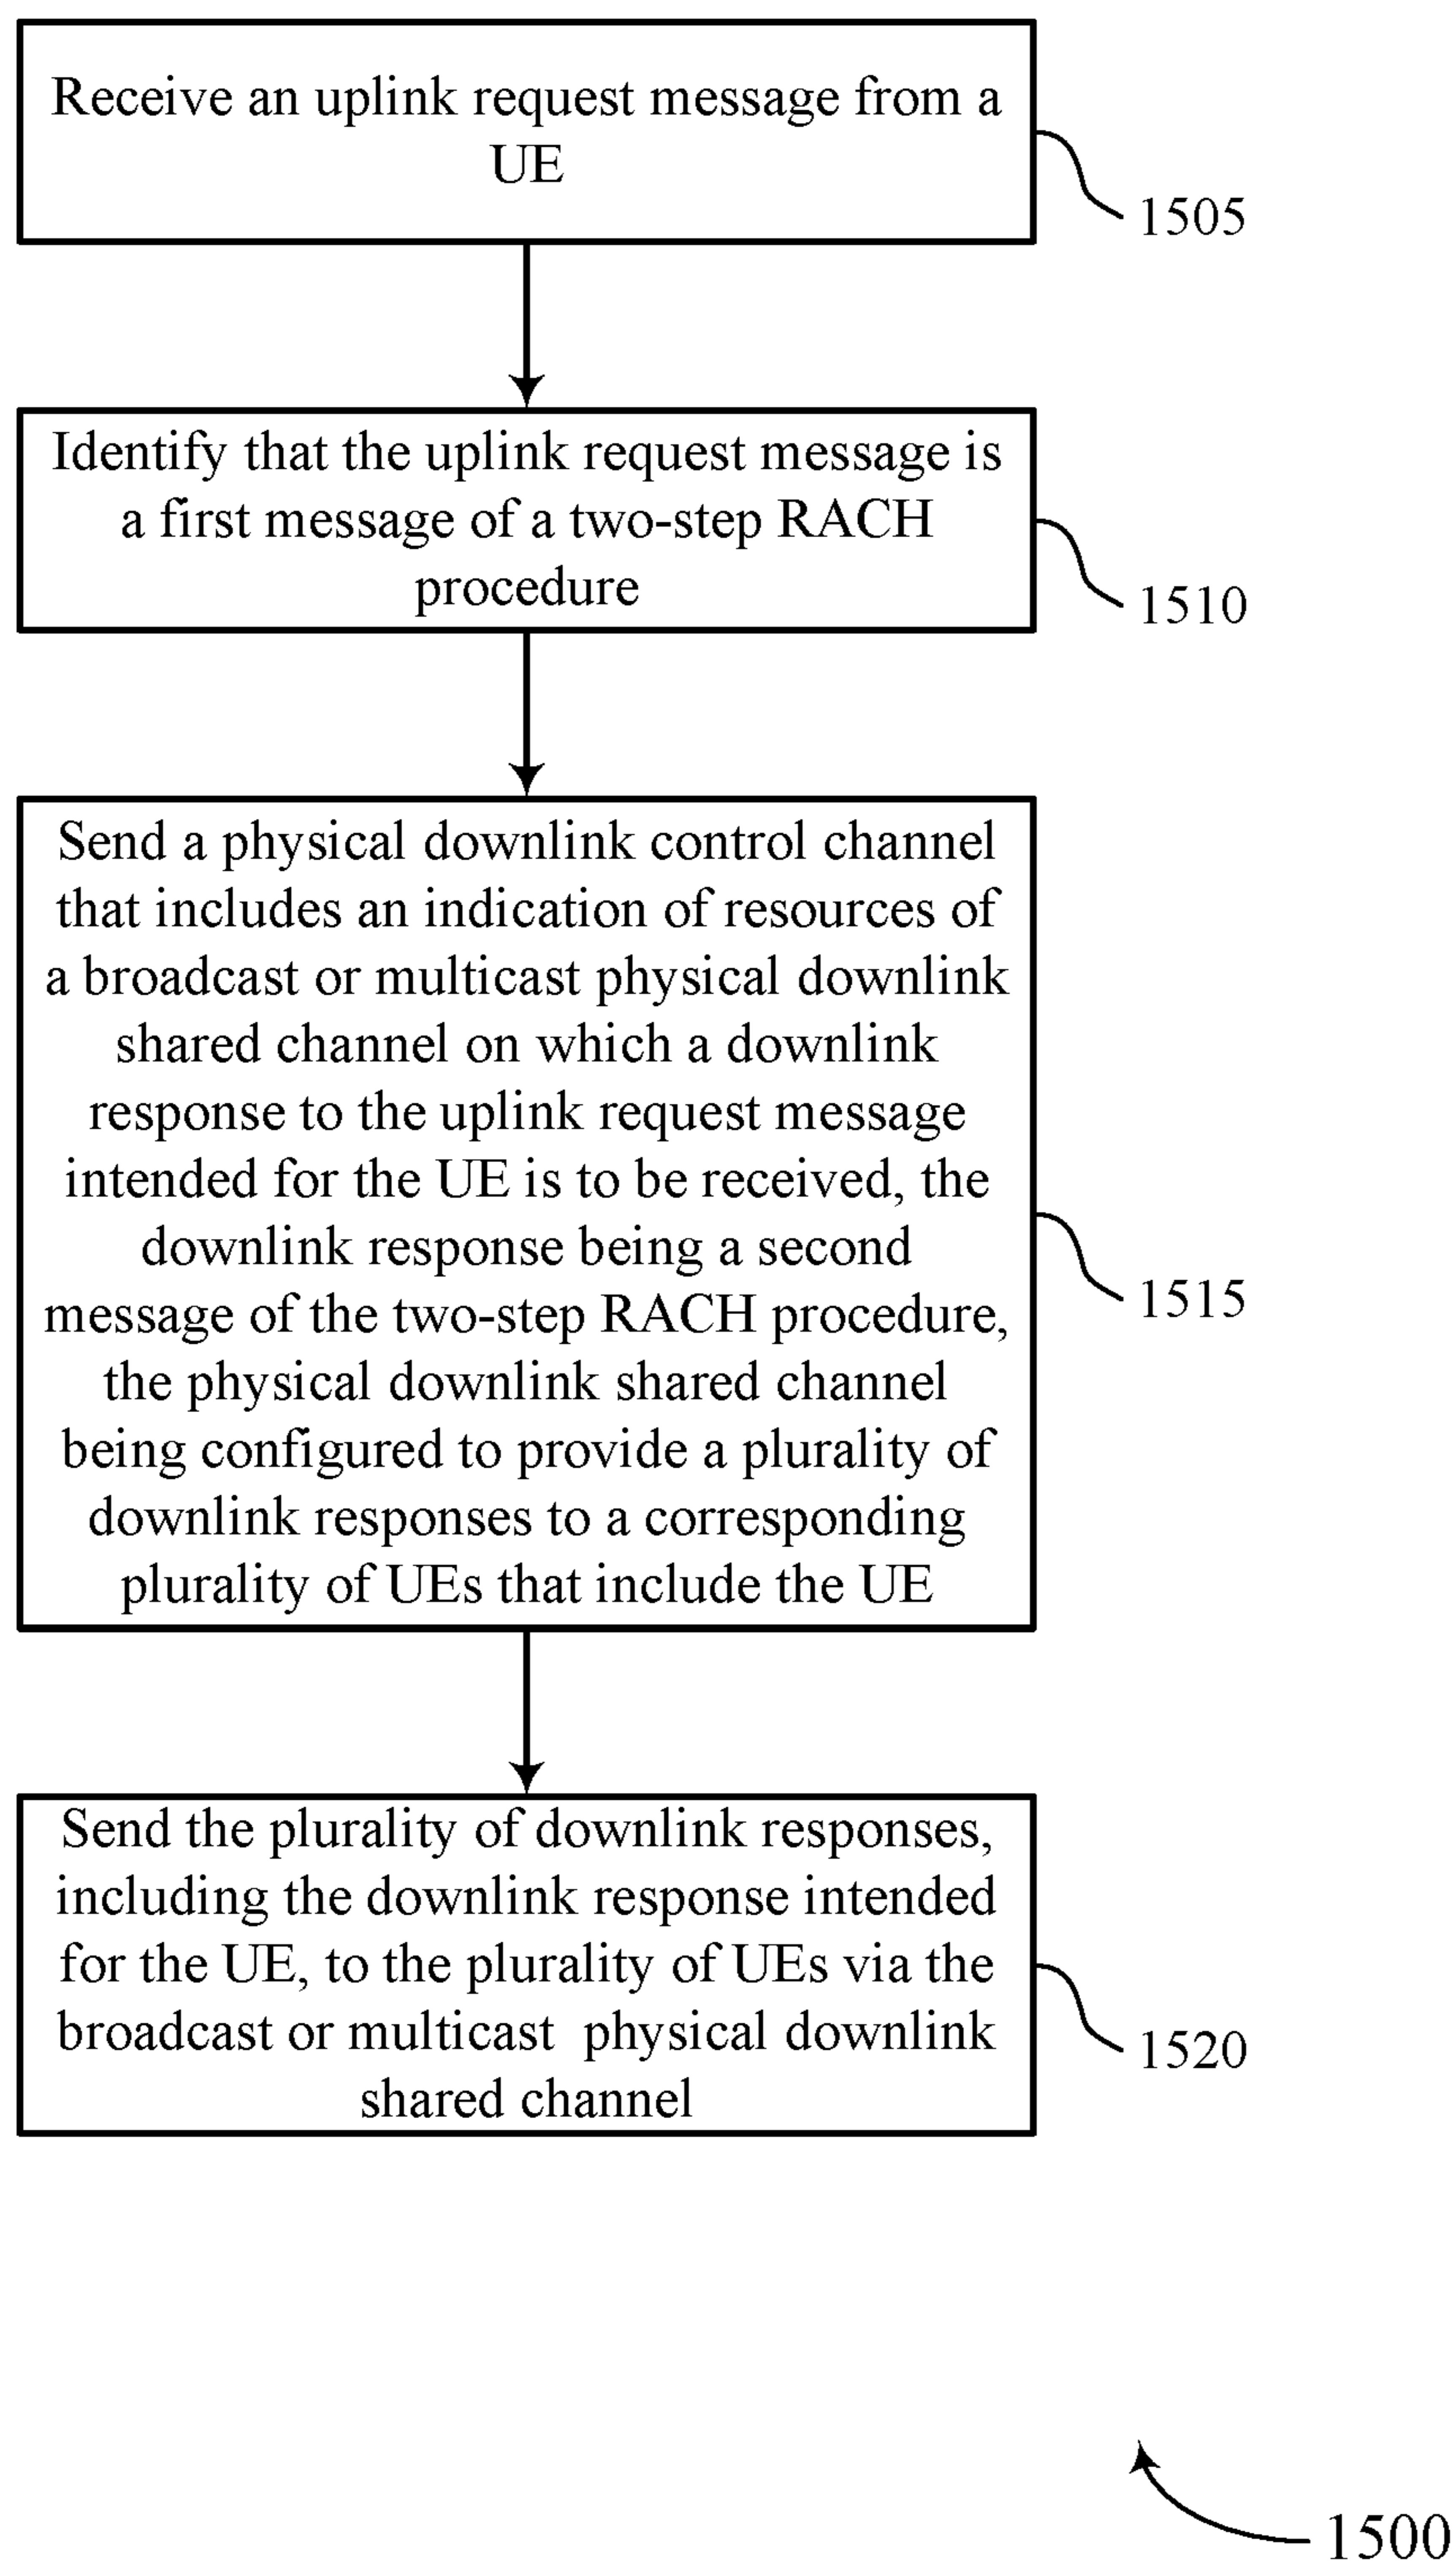 Receive an uplink request message from a
UE
1505
Identify that the uplink request message is
a first message of a two-step RACH
procedure
1510
Send a physical downlink control channel
that includes an indication of resources of
a broadcast or multicast physical downlink
shared channel on which a downlink
response to the uplink request message
intended for the UE is to be received, the
downlink response being a second
message of the two-step RACH procedure,
the physical downlink shared channel
being configured to provide a plurality of
downlink responses to a corresponding
plurality of UEs that include the UE
1515
Send the plurality of downlink responses,
including the downlink response intended
for the UE, to the plurality of UEs via the
broadcast or multicast physical downlink
shared channel
1520
1500